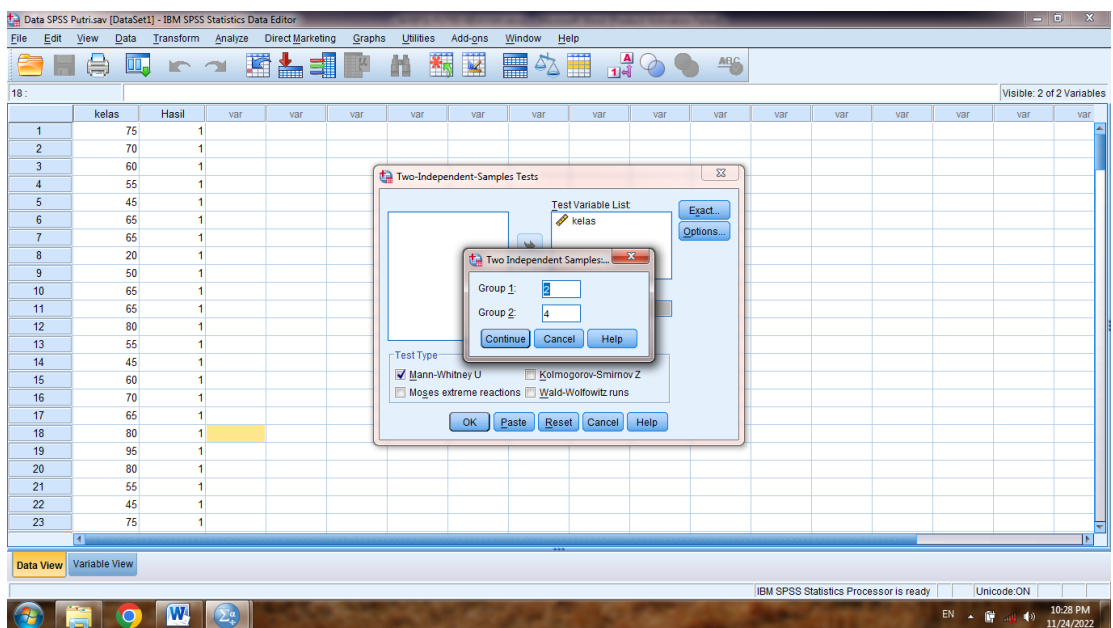 Data SPSS Putri.sav [DataSet1] - IBM SPSS Statistics Data Editor
File Edit View Data Transform Analyze Direct Marketing Graphs Utilities Add-ons Window Help
18 :
Visible: 2 of 2 Variables
kelas Hasil var var var var var var var var var var var var var var var
1 75 1
2 70 1
3 60 1
4 55 1
5 45 1
6 65 1
7 65 1
8 20 1
9 50 1
10 65 1
11 65 1
12 80 1
13 55 1
14 45 1
15 60 1
16 70 1
17 65 1
18 80 1
19 95 1
20 80 1
21 55 1
22 45 1
23 75 1
Two-Independent-Samples Tests
Test Variable List:
kelas
Exact...
Options...
Two Independent Samples:...
Group 1: 2
Group 2: 4
Continue Cancel Help
Test Type
Mann-Whitney U Kolmogorov-Smirnov Z
Moses extreme reactions Wald-Wolfowitz runs
OK Paste Reset Cancel Help
Data View Variable View
IBM SPSS Statistics Processor is ready Unicode:ON
EN 10:28 PM
11/24/2022